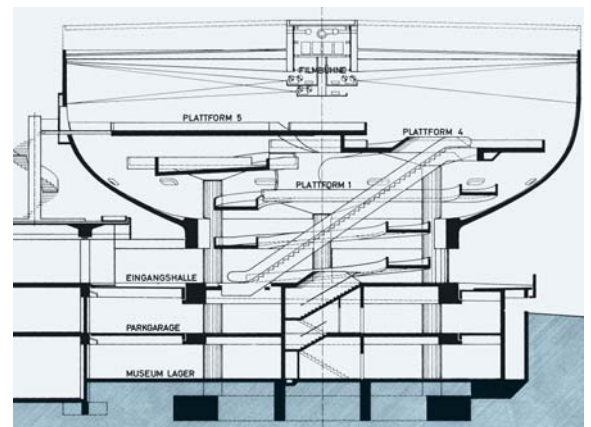 FILMBÜHNE
PLATTFORM 5
PLATTFORM 4
PLATTFORM 1
EINGANGSHALLE
PARKGARAGE
MUSEUM LAGER